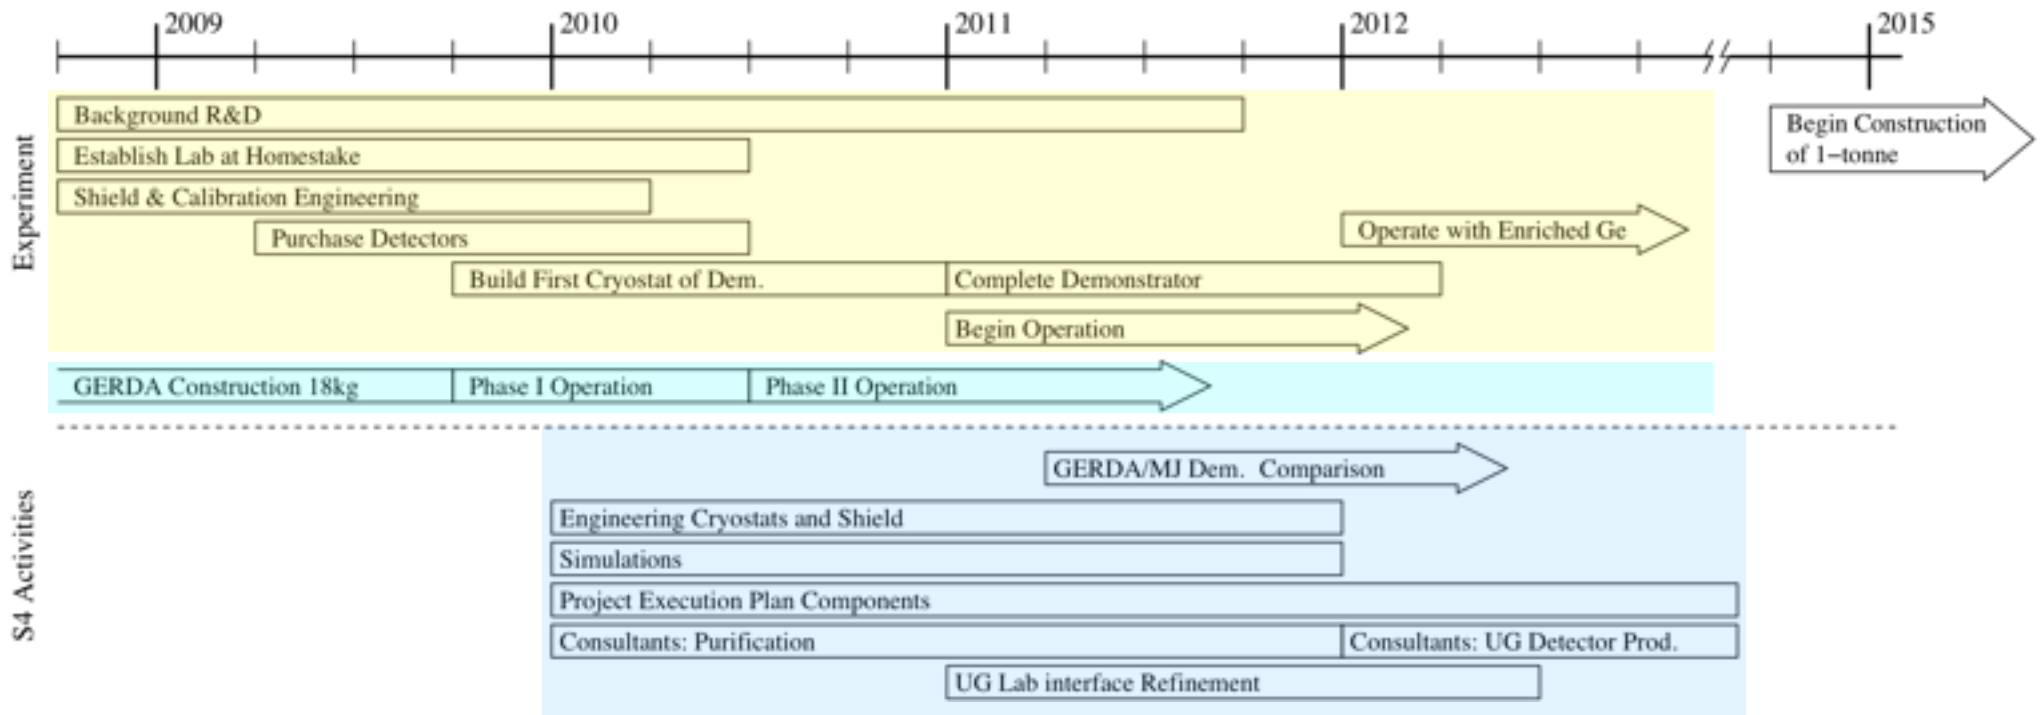 2009
2010
2011
2012
2015
Experiment
Background R&D
Establish Lab at Homestake
Shield & Calibration Engineering
Purchase Detectors
Build First Cryostat of Dem.
Complete Demonstrator
Operate with Enriched Ge
Begin Operation
Begin Construction
of 1−tonne
GERDA Construction 18kg
Phase I Operation
Phase II Operation
S4 Activities
GERDA/MJ Dem. Comparison
Engineering Cryostats and Shield
Simulations
Project Execution Plan Components
Consultants: Purification
Consultants: UG Detector Prod.
UG Lab interface Refinement